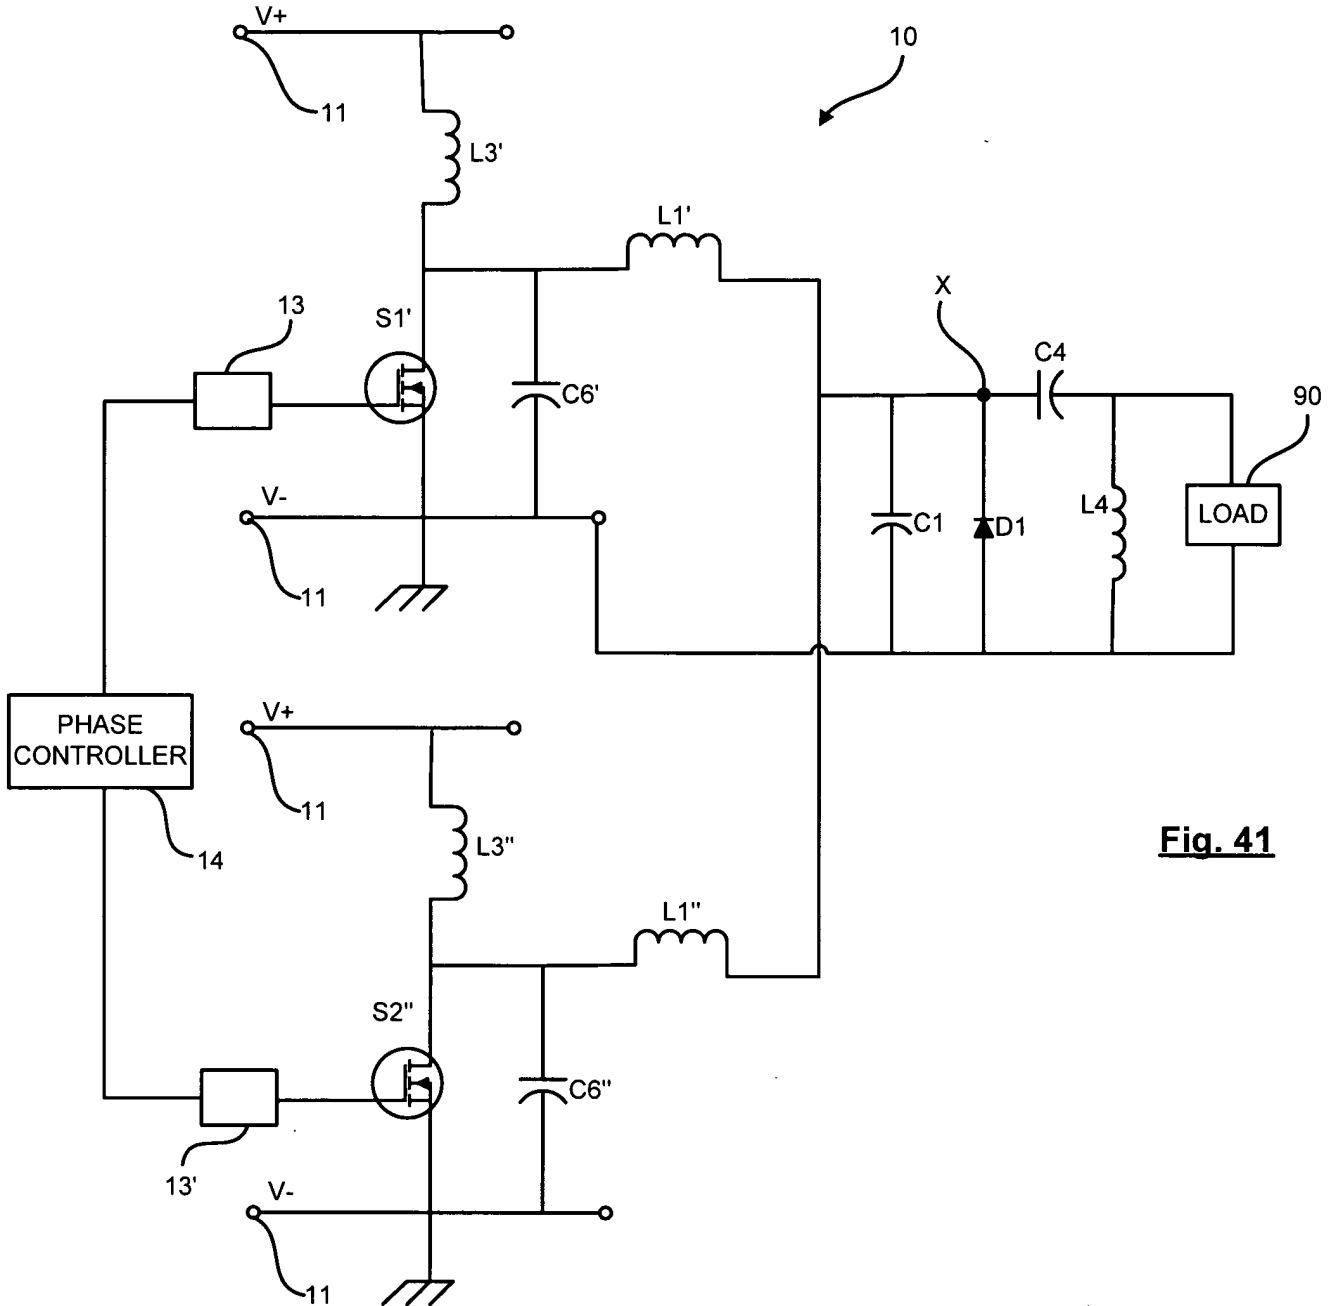 V+
10
11
L3'
L1'
X
13
S1'
C4
C6'
90
V-
L4
LOAD
C1
D1
11
PHASE
CONTROLLER
V+
11
14
L3"
Fig. 41
L1"
S2"
C6"
13'
V-
11